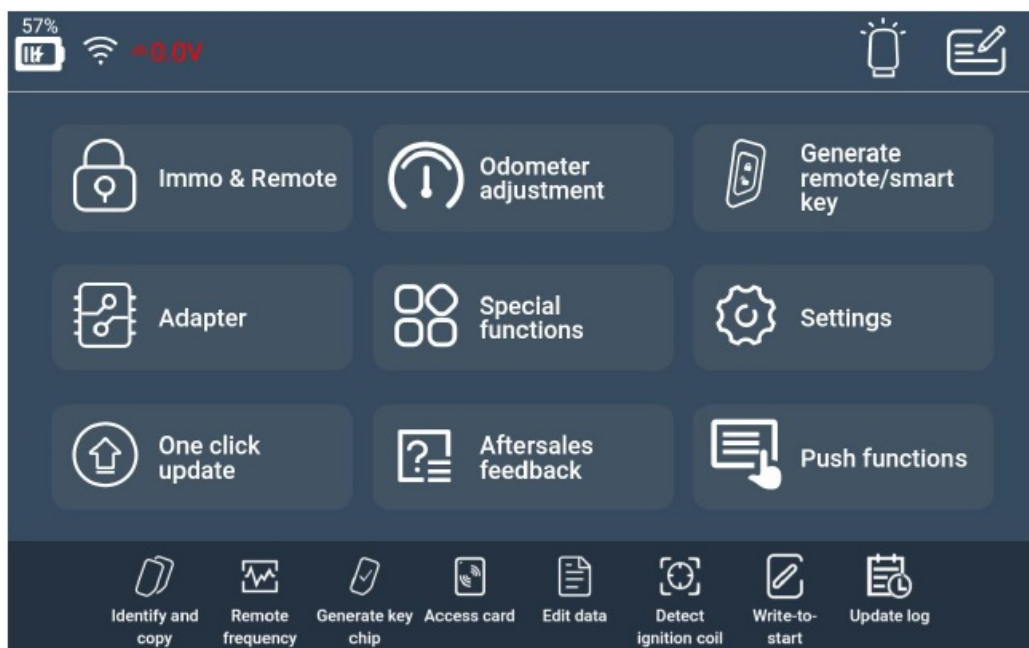 57%
⎓0.0V
Immo & Remote
Odometer
adjustment
Generate
remote/smart
key
Adapter
Special
functions
Settings
One click
update
Aftersales
feedback
Push functions
Identify and
copy
Remote
frequency
Generate key
chip
Access card
Edit data
Detect
ignition coil
Write-to-
start
Update log